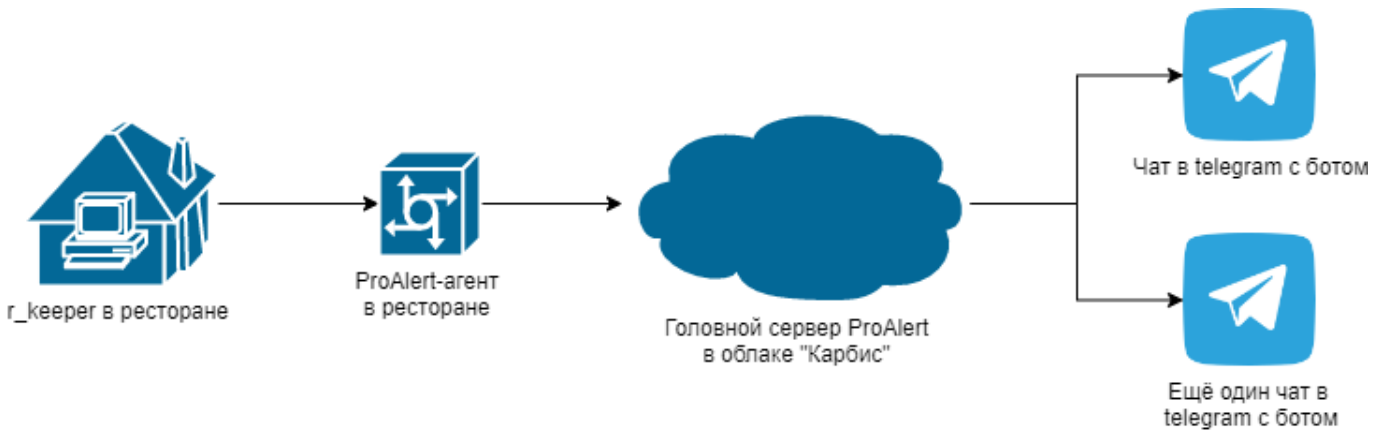 r_keeper в ресторане
ProAlert-агент
в ресторане
Головной сервер ProAlert
в облаке "Карбис"
Чат в telegram с ботом
Ещё один чат в
telegram с ботом